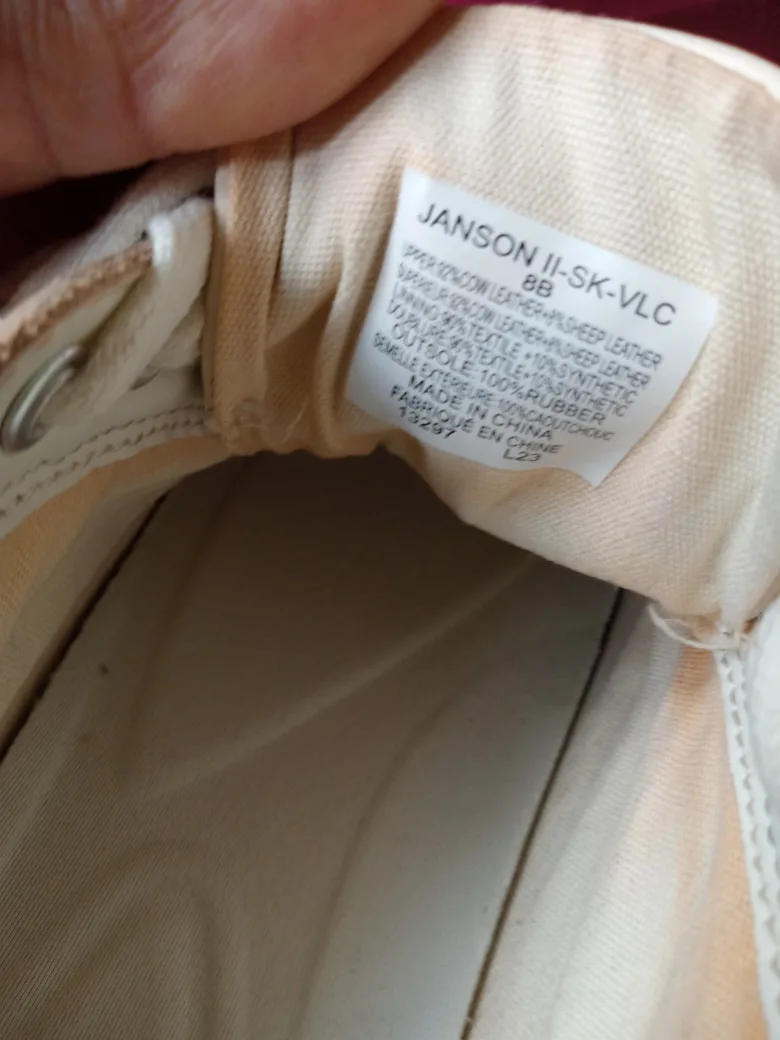 JANSON II-SK-VLC
8B
UPPER 92%COW LEATHER+8%SHEEP LEATHER
SUPERIEUR 92%COW LEATHER+8%SHEEP LEATHER
LINNING 90%TEXTILE +10%SYNTHETIC
DOUBLURE 90%TEXTILE+10%SYNTHETIC
OUTSOLE 100%RUBBER
SEMELLE EXTERIEURE 100%CAOUTCHOUC
MADE IN CHINA
FABRIQUÉ EN CHINE
13297 L23